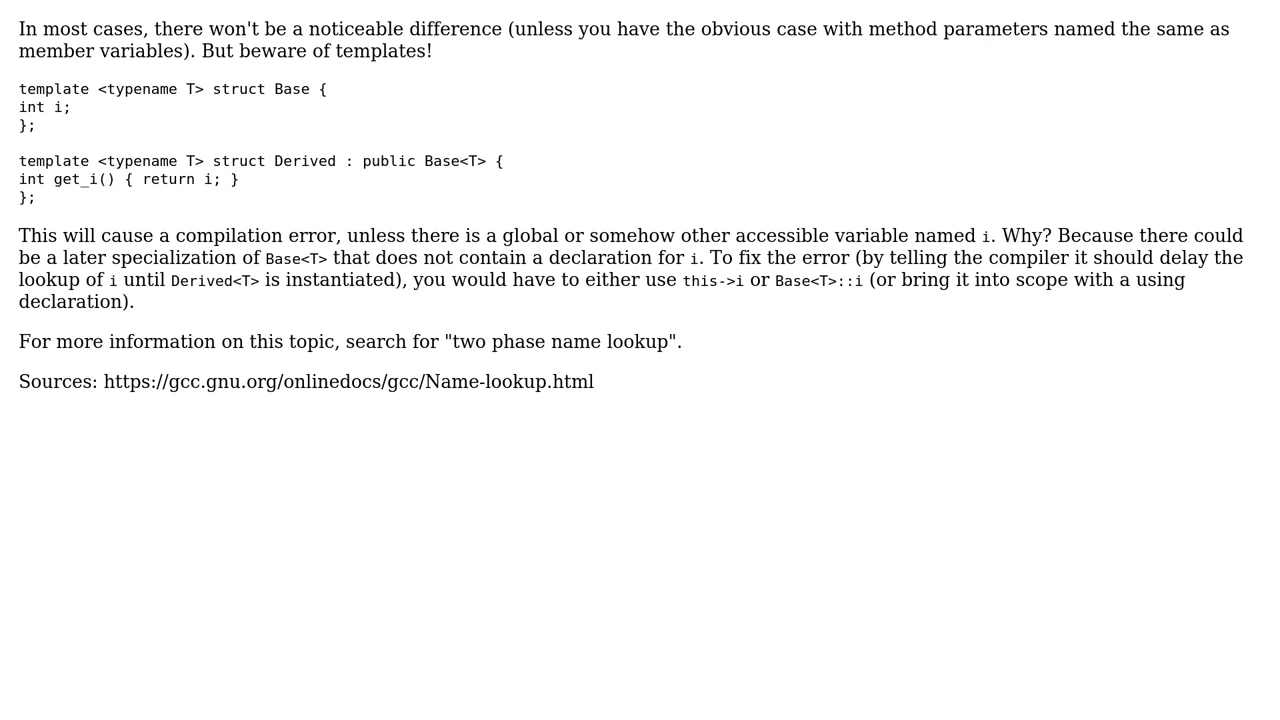 In most cases, there won't be a noticeable difference (unless you have the obvious case with method parameters named the same as
member variables). But beware of templates!
template <typename T> struct Base {
int i;
};
template <typename T> struct Derived : public Base<T> {
int get_i() { return i; }
};
This will cause a compilation error, unless there is a global or somehow other accessible variable named i. Why? Because there could
be a later specialization of Base<T> that does not contain a declaration for i. To fix the error (by telling the compiler it should delay the
lookup of i until Derived<T> is instantiated), you would have to either use this->i or Base<T>::i (or bring it into scope with a using
declaration).
For more information on this topic, search for "two phase name lookup".
Sources: https://gcc.gnu.org/onlinedocs/gcc/Name-lookup.html